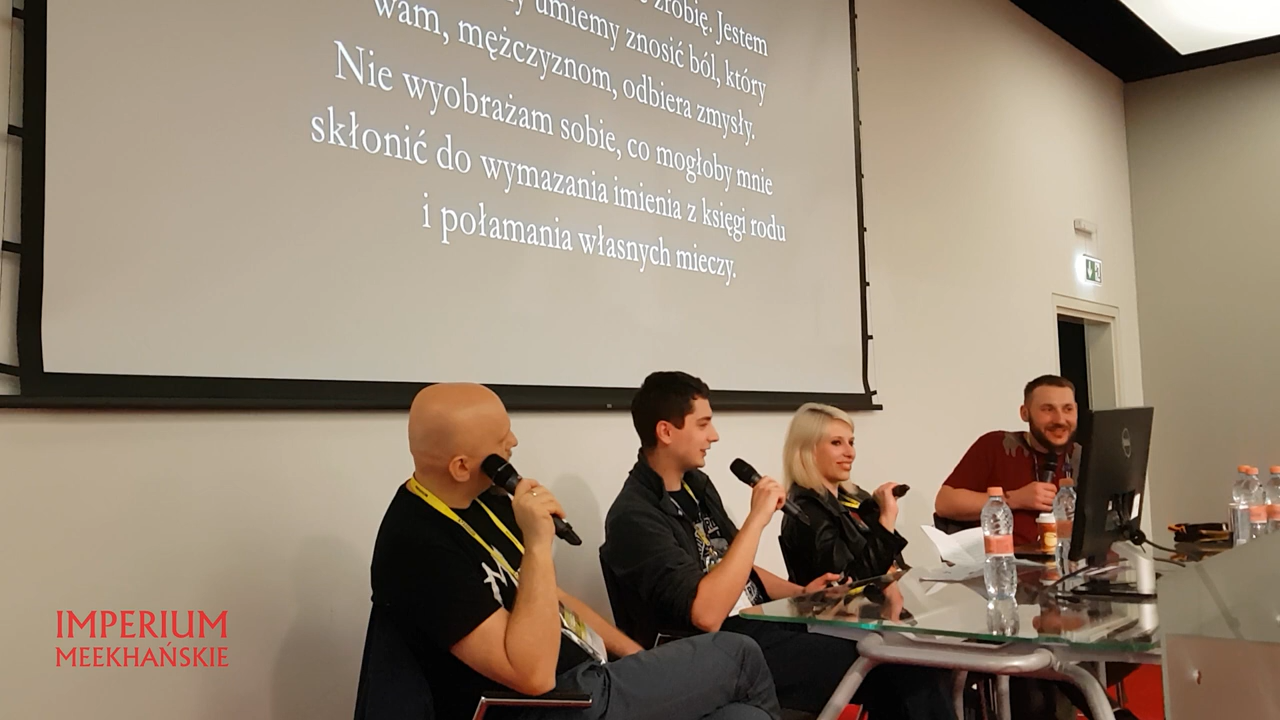 zrobię. Jestem
umiemy znosić ból, który
wam, mężczyznom, odbiera zmysły.
Nie wyobrażam sobie, co mogłoby mnie
skłonić do wymazania imienia z księgi rodu
i połamania własnych mieczy.
IMPERIUM
MEEKHAŃSKIE